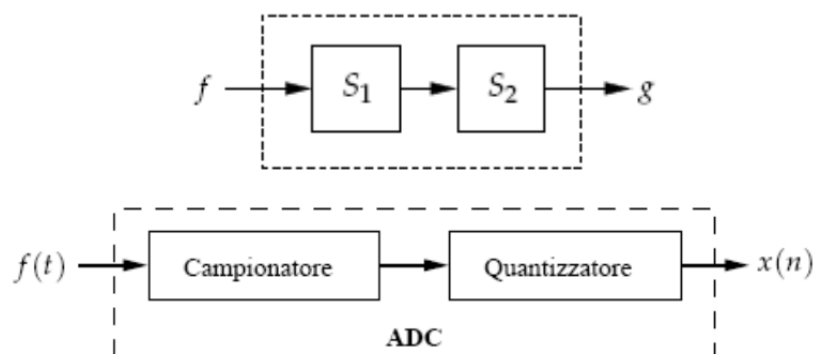 f S₁ S₂ g
f(t) Campionatore Quantizzatore x(n)
ADC